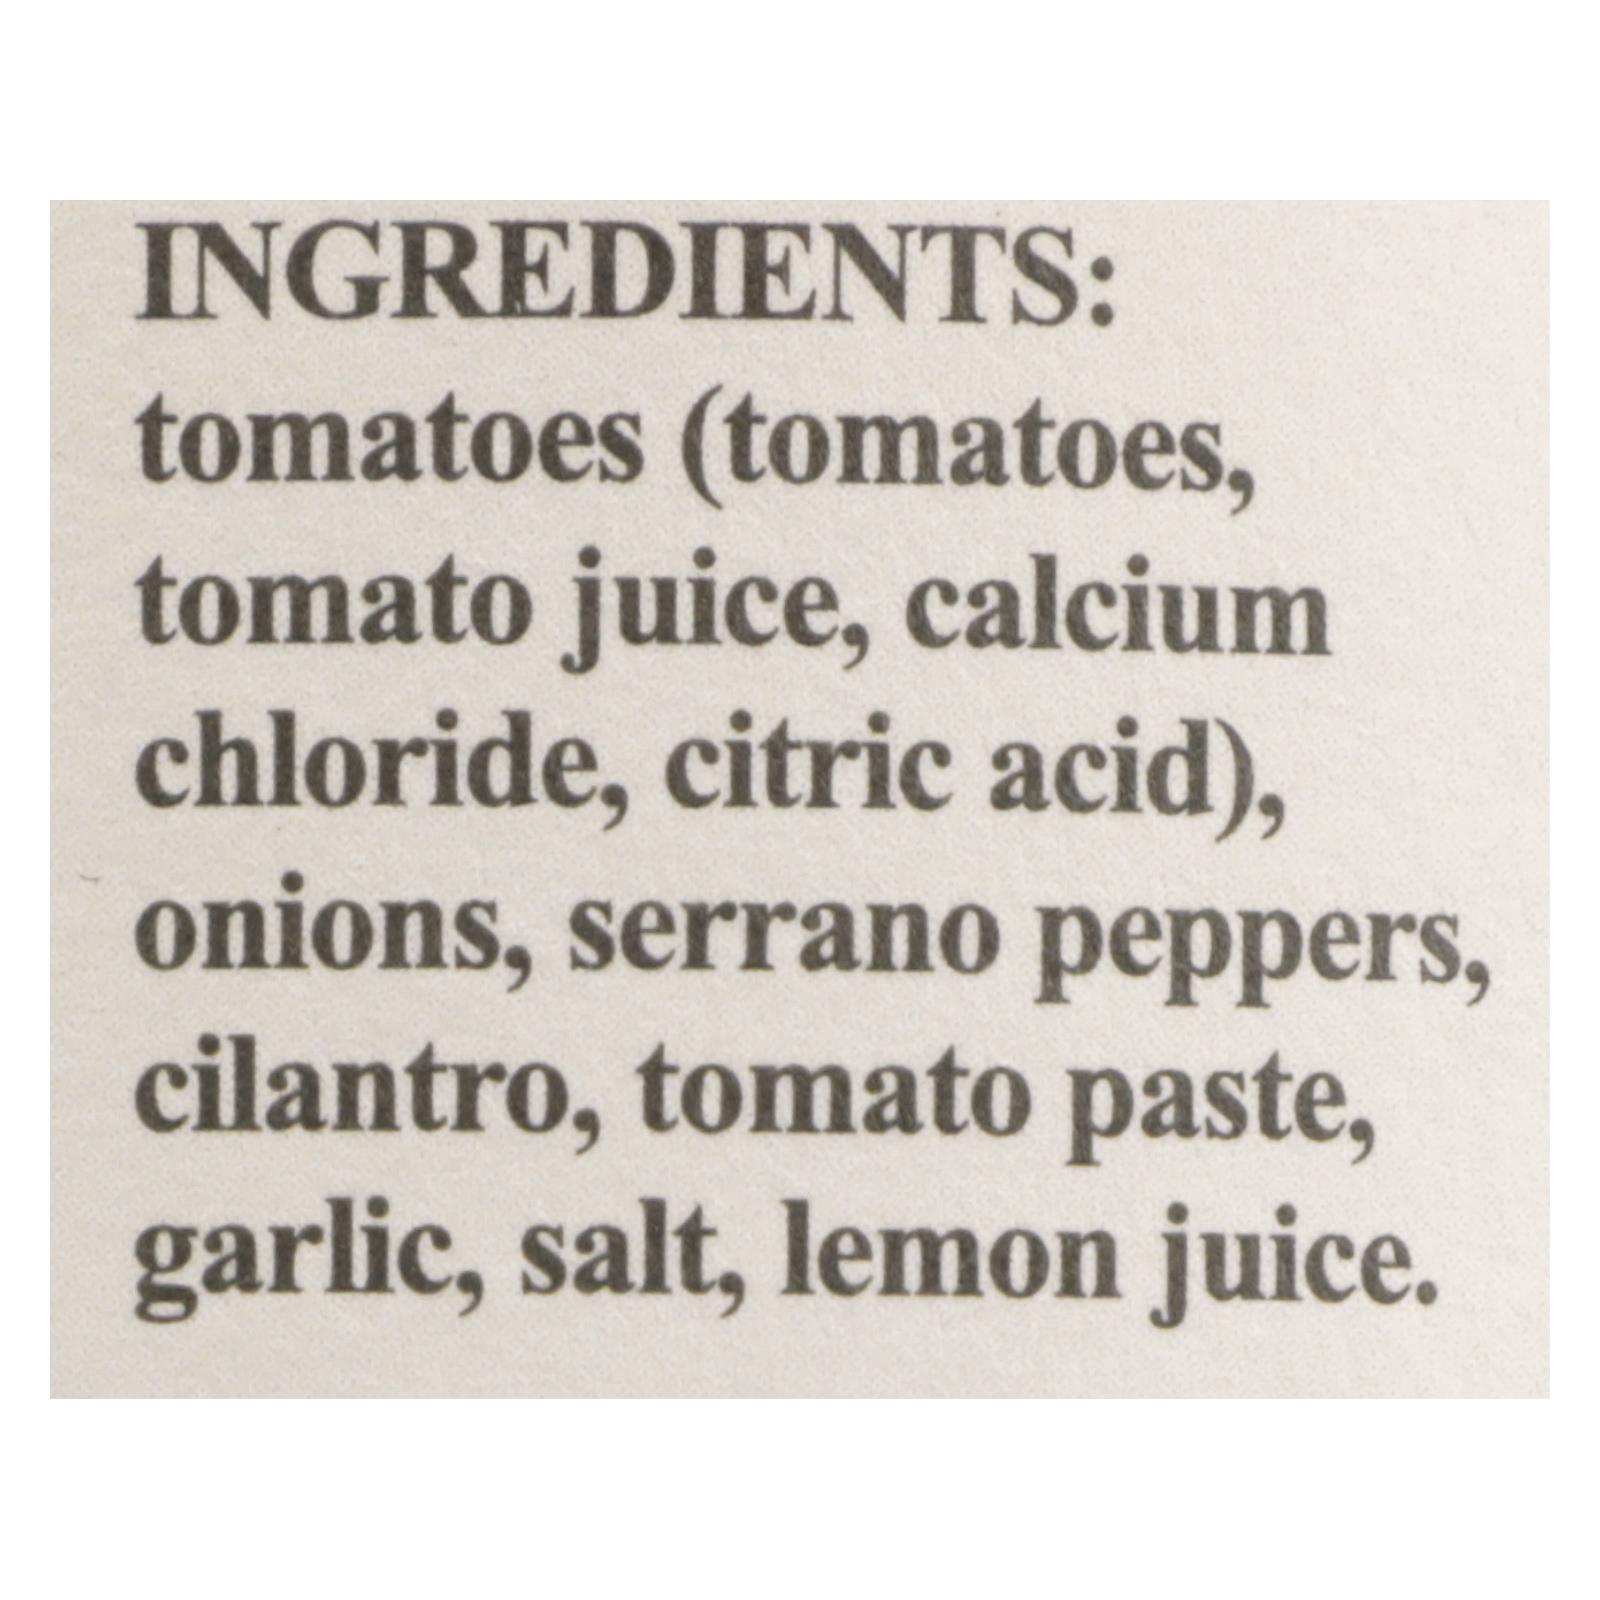 INGREDIENTS:
tomatoes (tomatoes,
tomato juice, calcium
chloride, citric acid),
onions, serrano peppers,
cilantro, tomato paste,
garlic, salt, lemon juice.